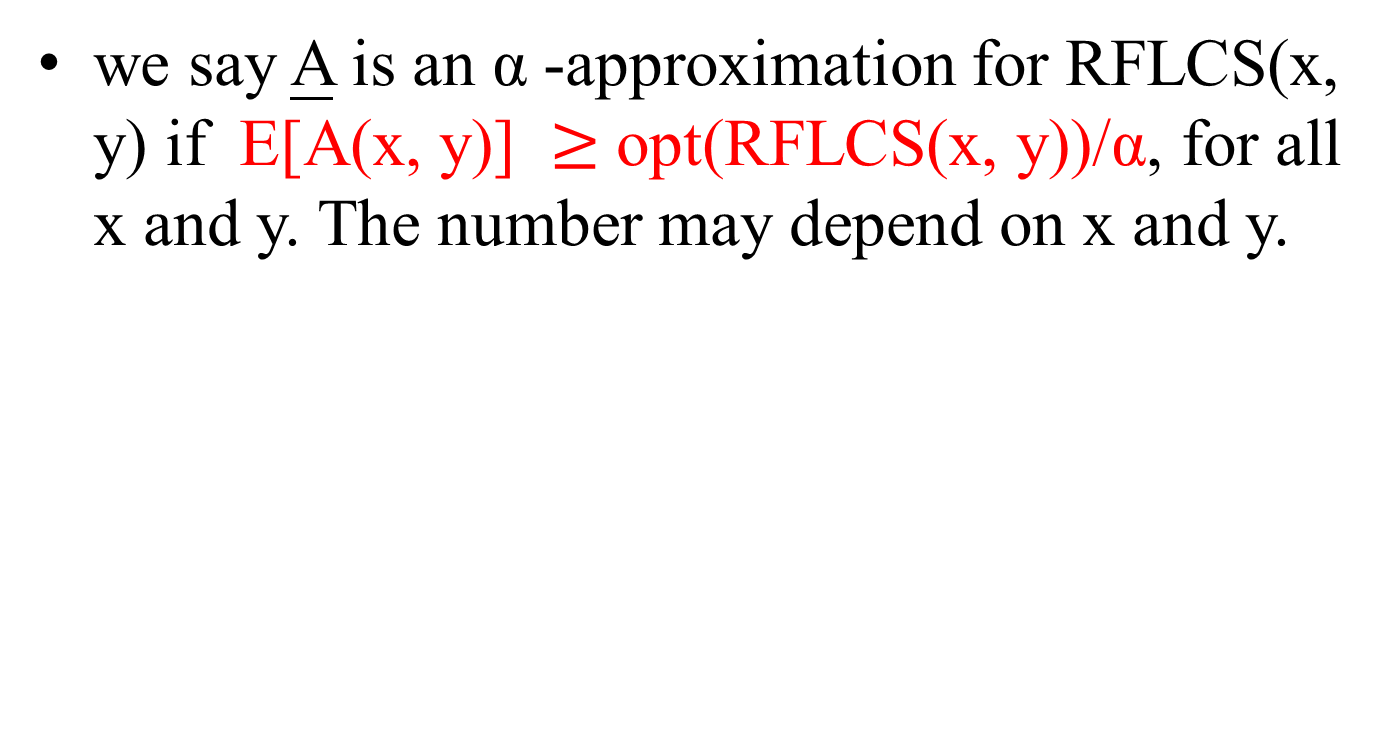 • we say A is an α -approximation for RFLCS(x,
y) if E[A(x, y)] ≥ opt(RFLCS(x, y))/α, for all
x and y. The number may depend on x and y.